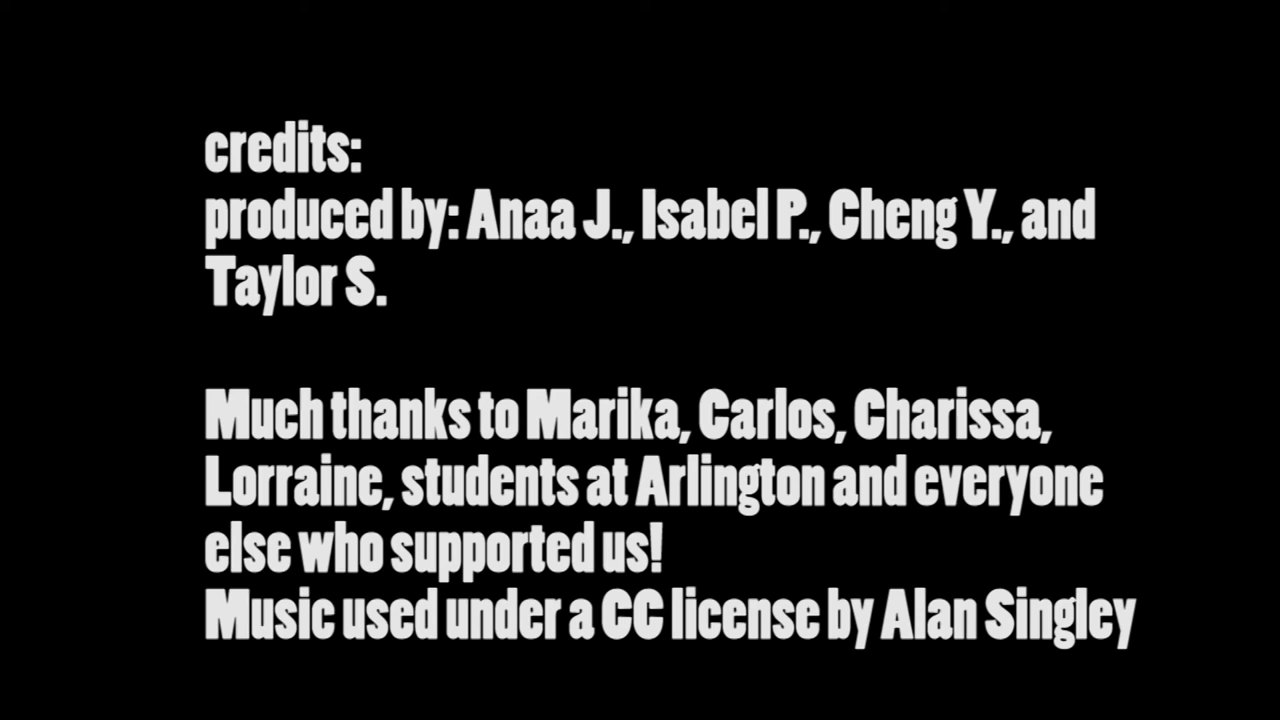 credits:
produced by: Anaa J., Isabel P., Cheng Y., and
Taylor S.
Much thanks to Marika, Carlos, Charissa,
Lorraine, students at Arlington and everyone
else who supported us!
Music used under a CC license by Alan Singley